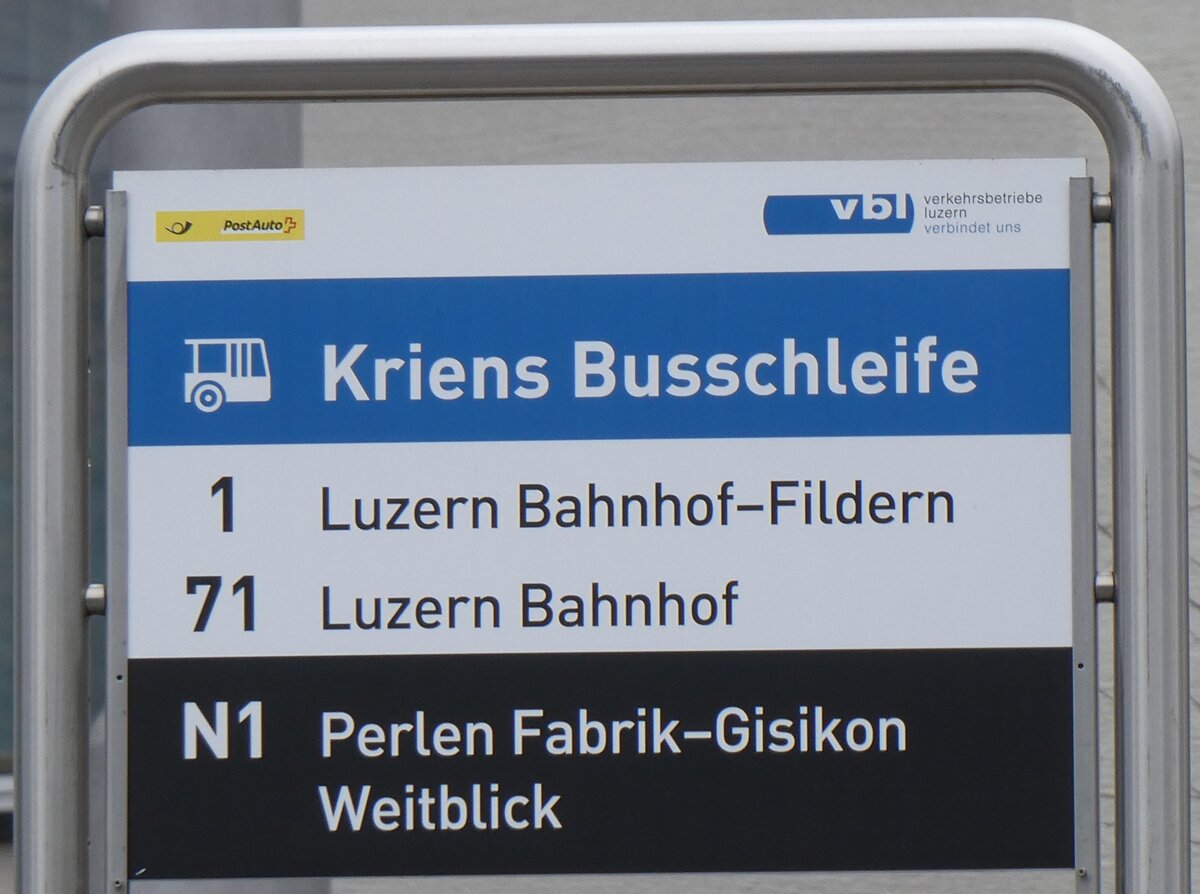 PostAuto
vbl
verkehrsbetriebe
luzern
verbindet uns
Kriens Busschleife
1 Luzern Bahnhof–Fildern
71 Luzern Bahnhof
N1 Perlen Fabrik–Gisikon
Weitblick